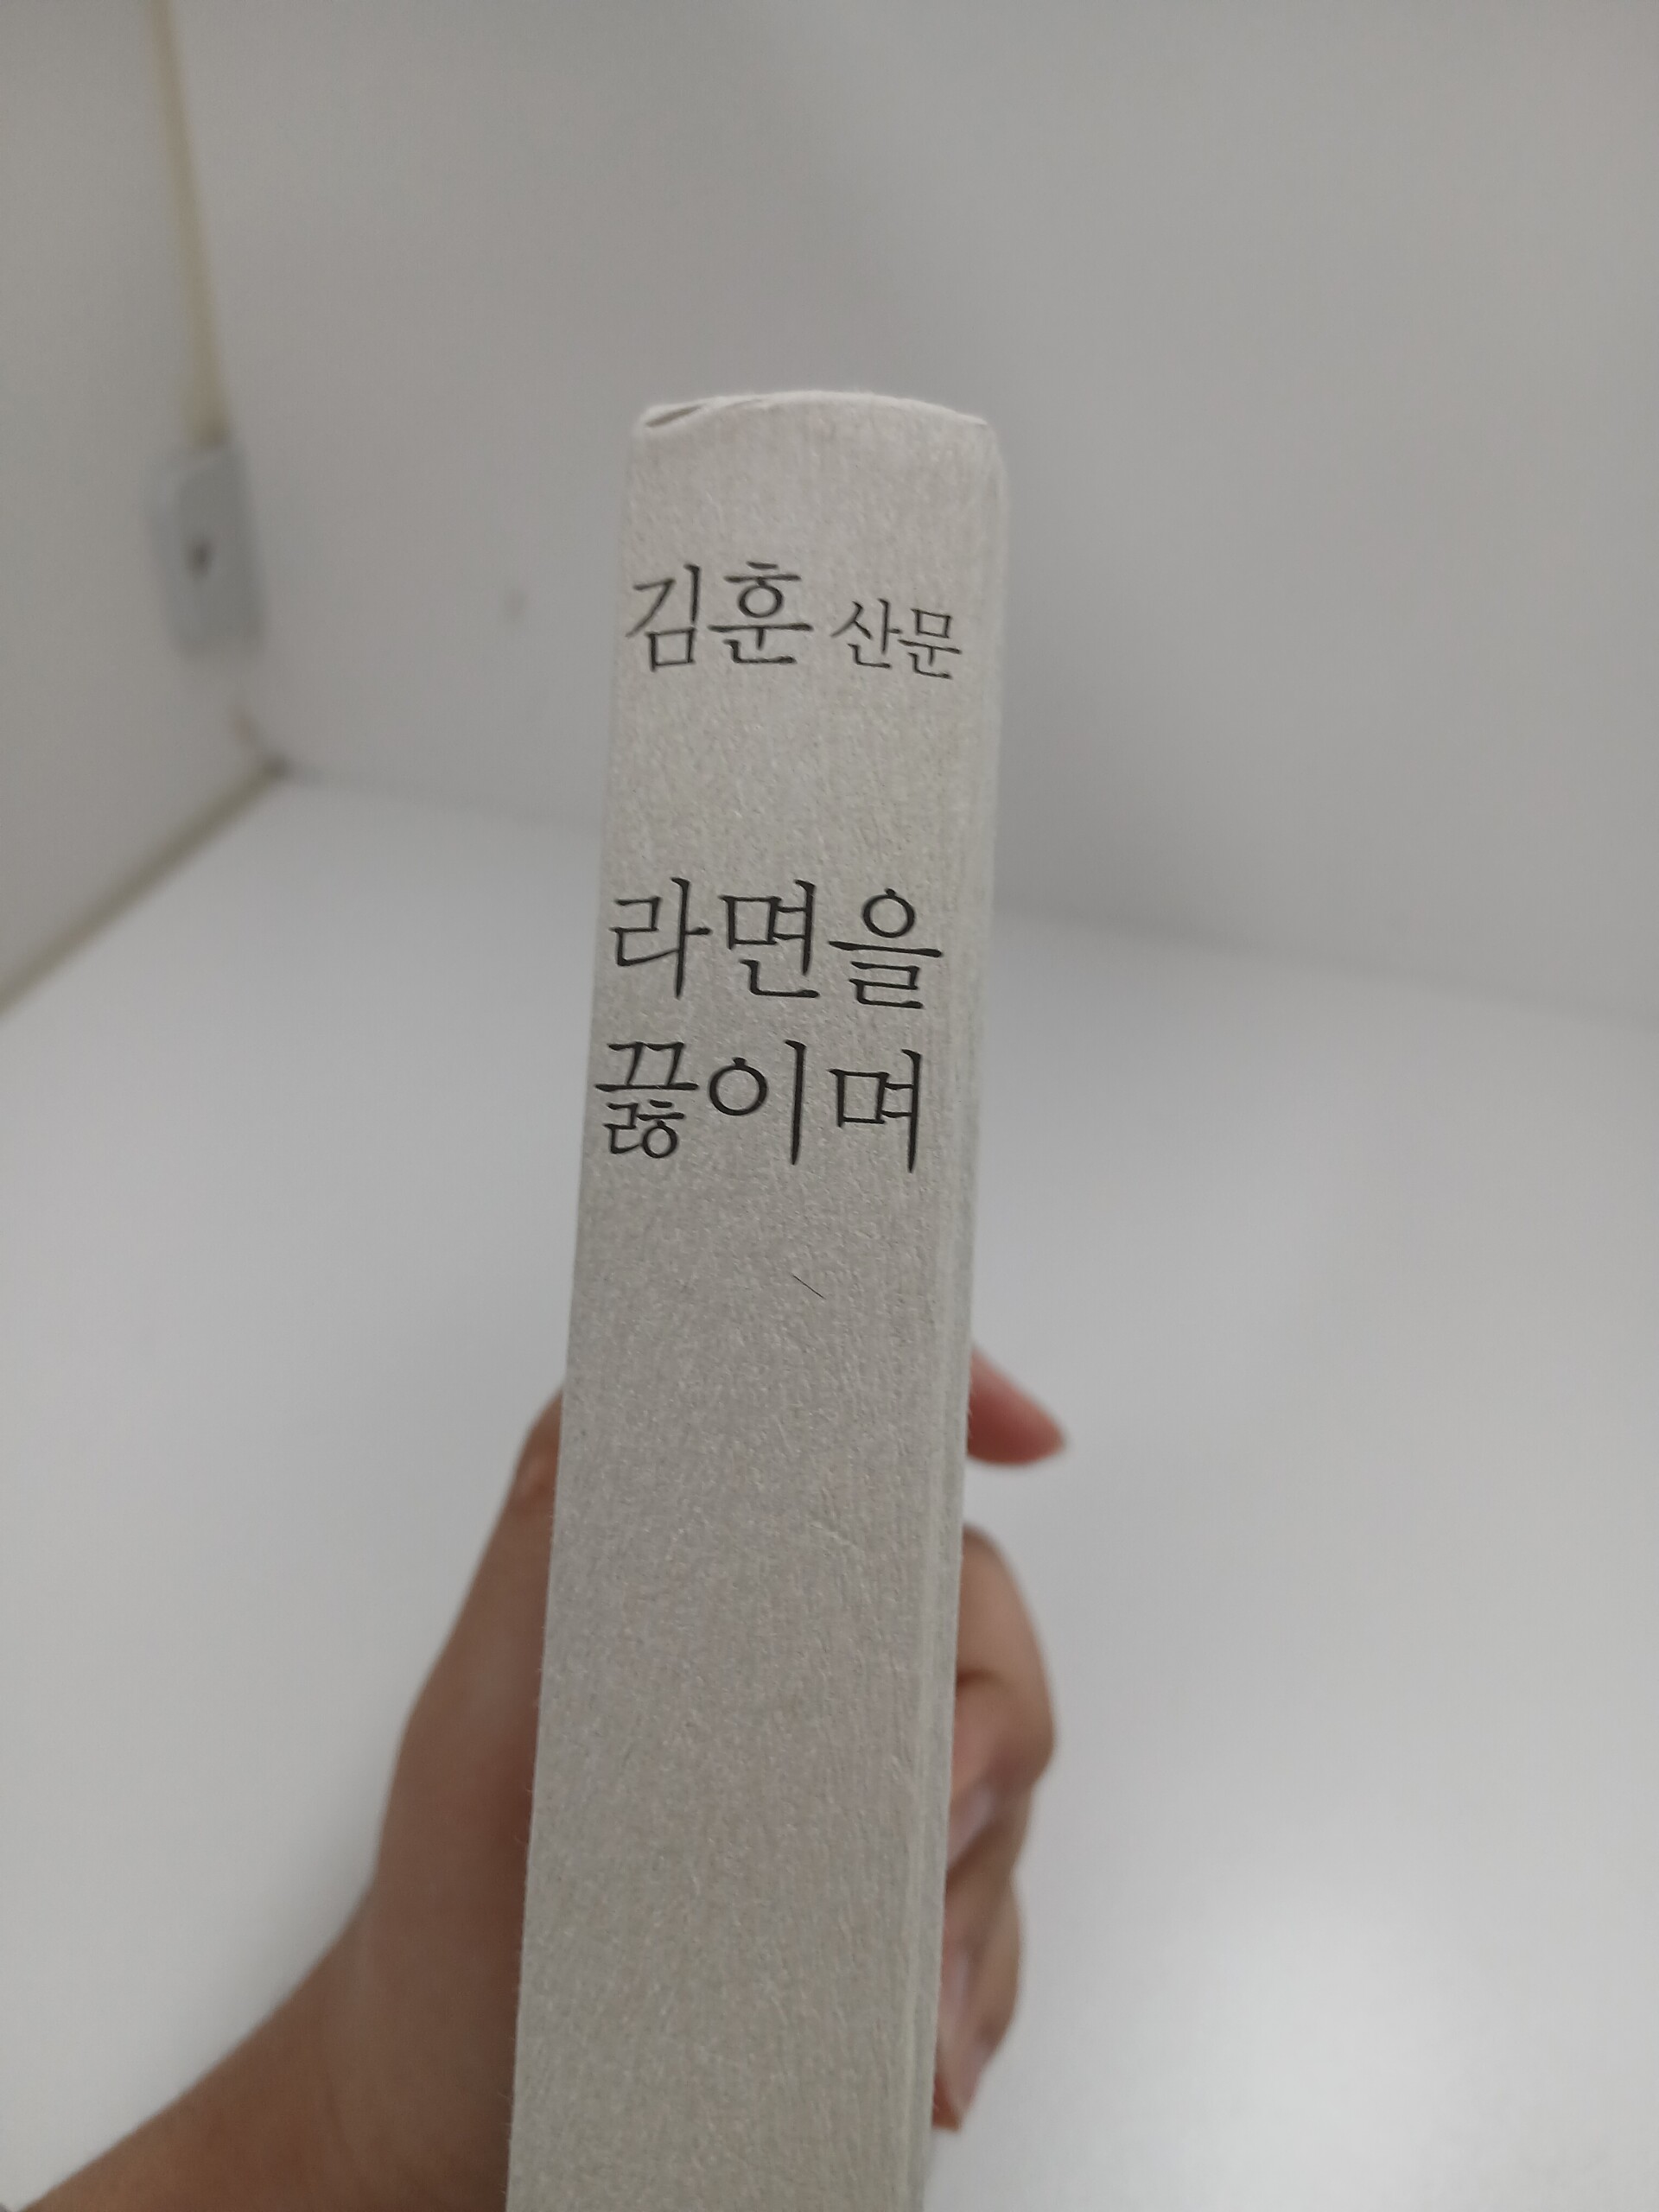 김훈 산문
라면을
끓이며